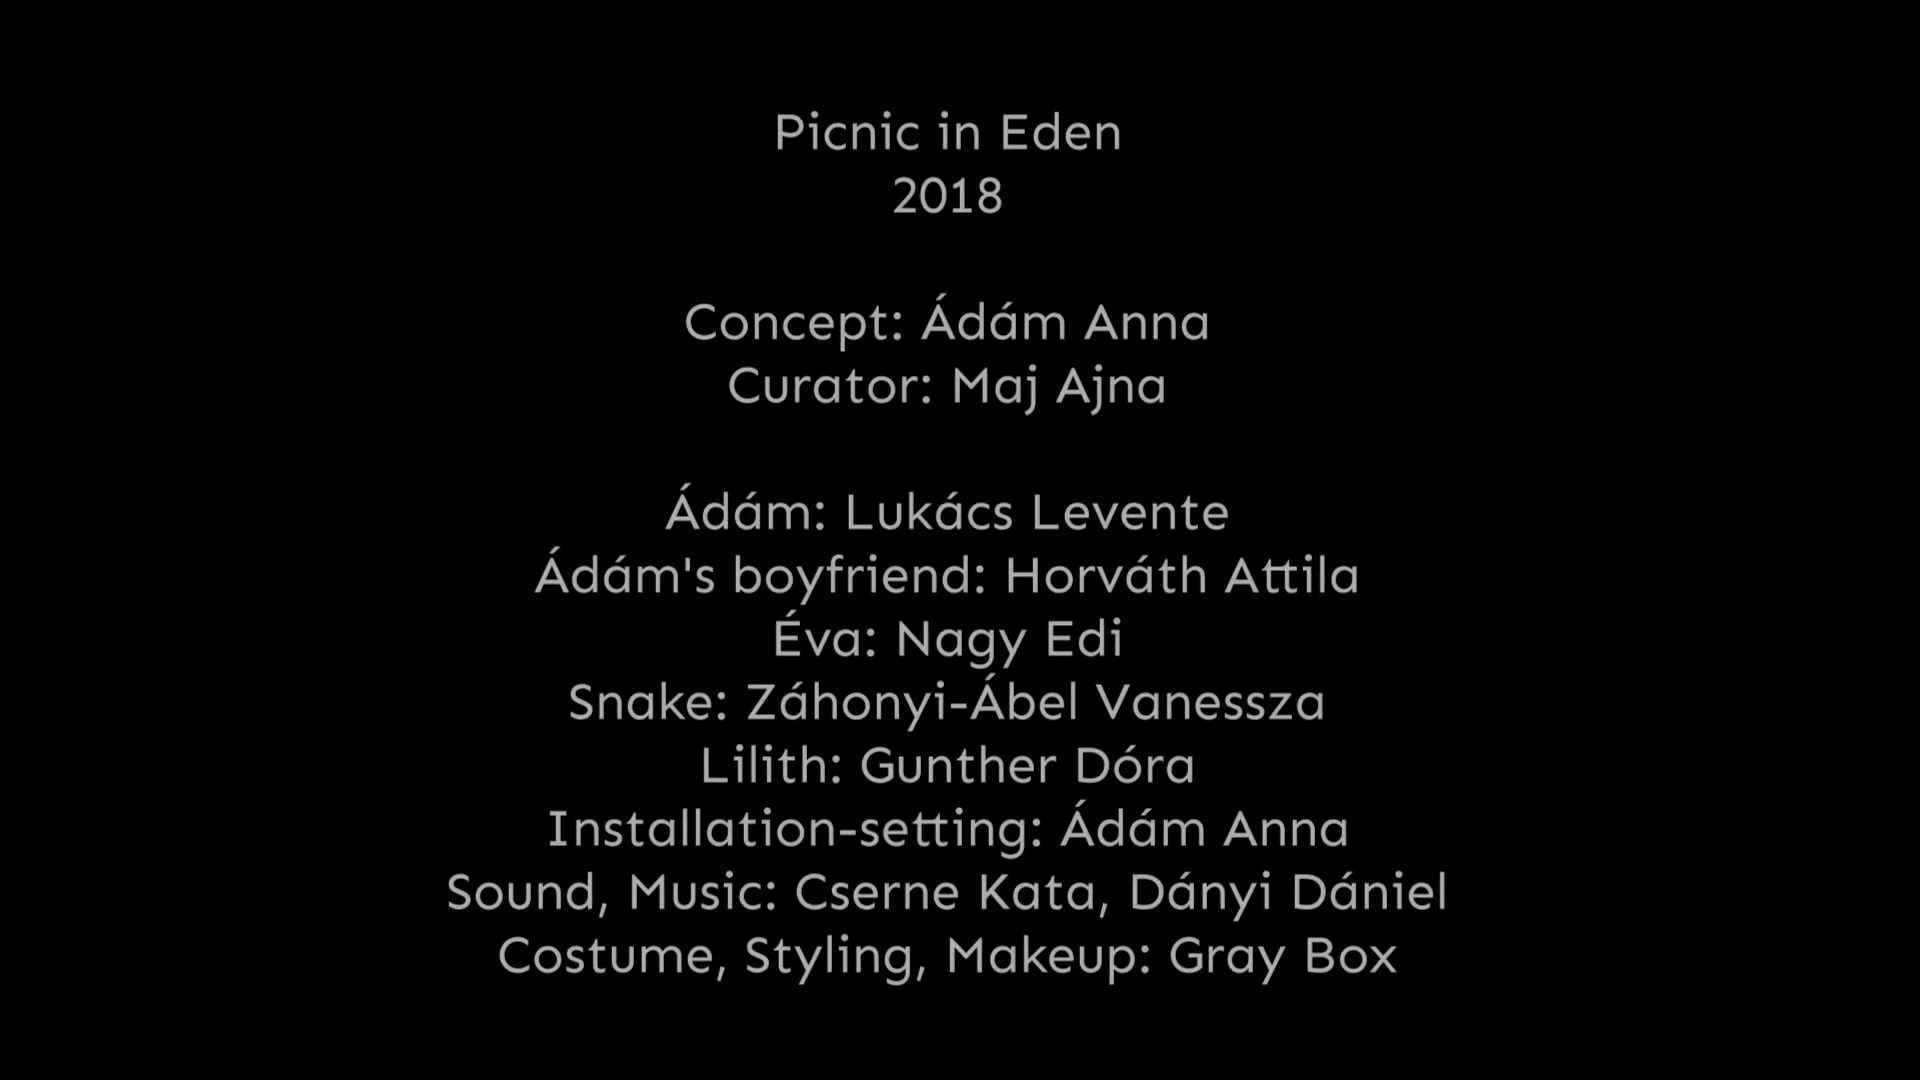 Picnic in Eden
2018
Concept: Ádám Anna
Curator: Maj Ajna
Ádám: Lukács Levente
Ádám's boyfriend: Horváth Attila
Éva: Nagy Edi
Snake: Záhonyi-Ábel Vanessza
Lilith: Gunther Dóra
Installation-setting: Ádám Anna
Sound, Music: Cserne Kata, Dányi Dániel
Costume, Styling, Makeup: Gray Box